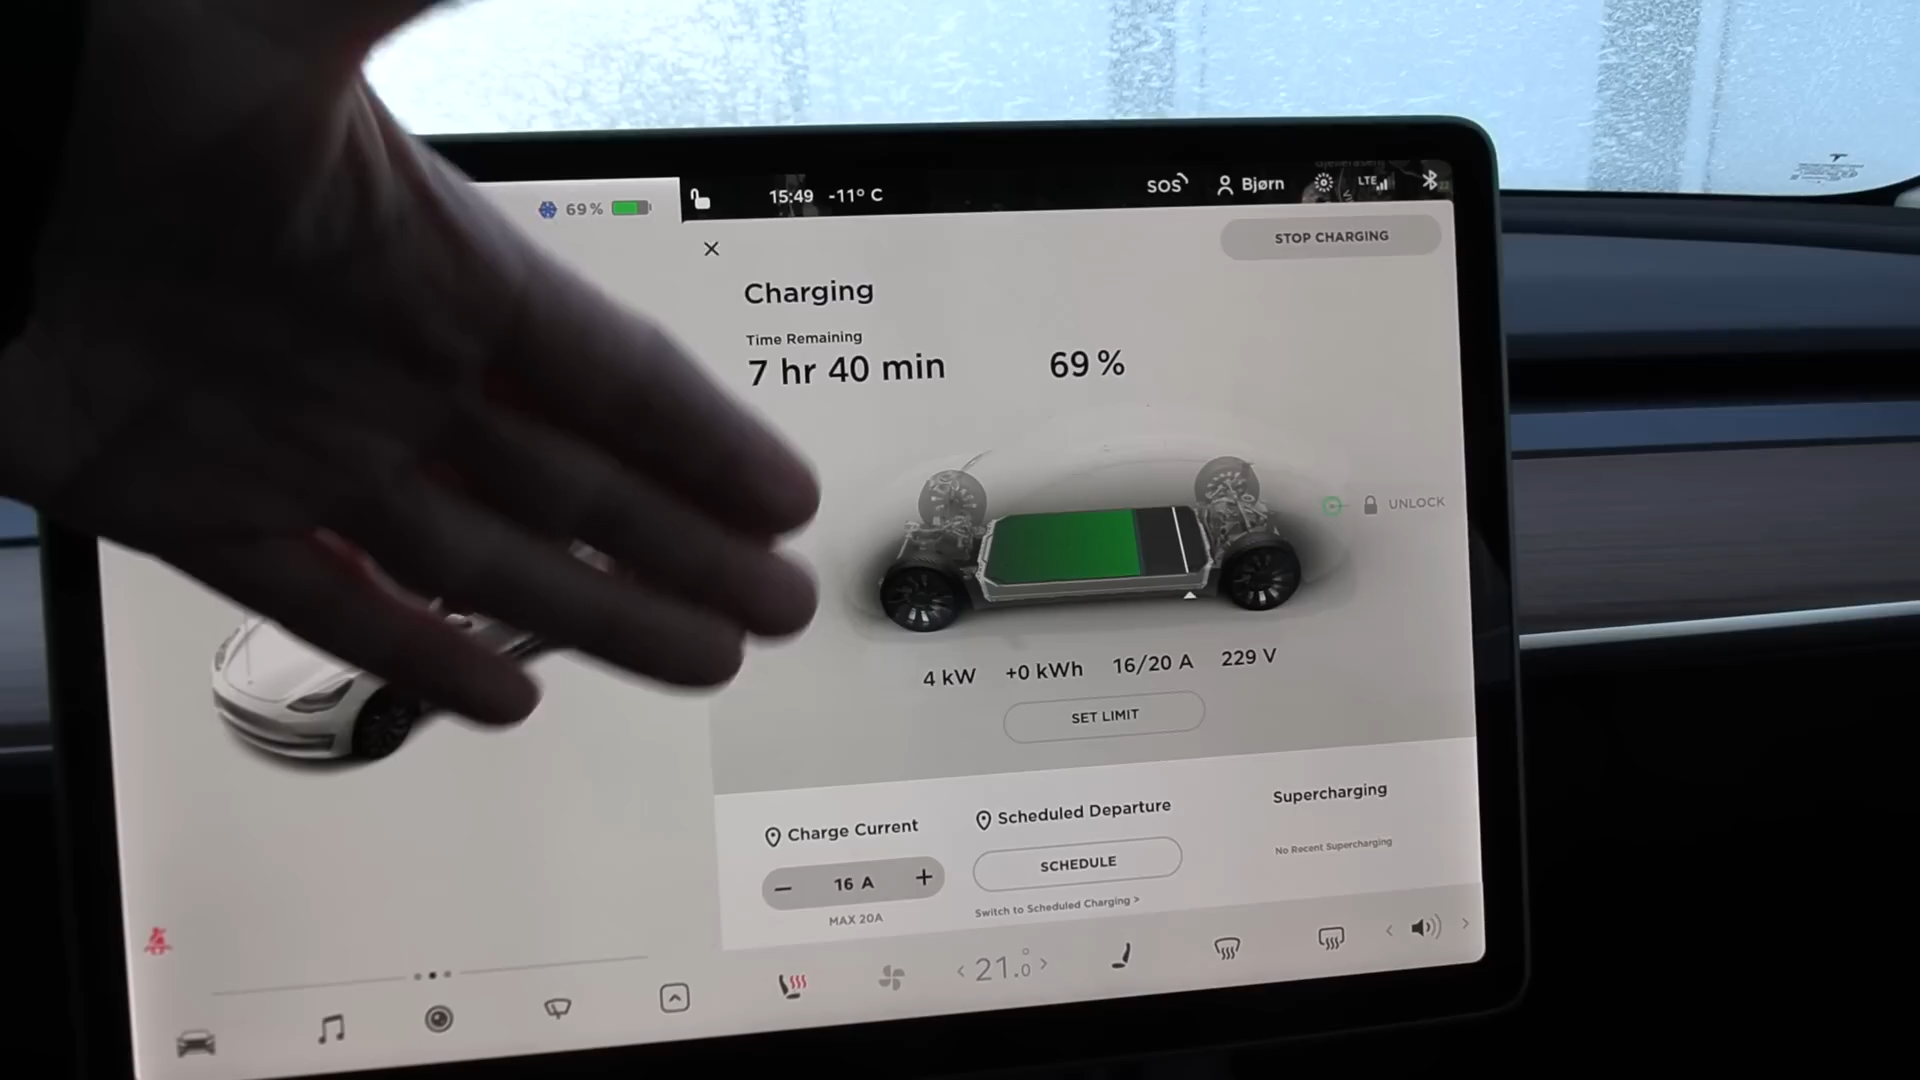 69%
15:49 -11° C
SOS
Bjørn
LTE
STOP CHARGING
Charging
Time Remaining
7 hr 40 min
69%
UNLOCK
4 kW +0 kWh 16/20 A 229 V
SET LIMIT
Charge Current
16 A
MAX 20A
Scheduled Departure
SCHEDULE
Switch to Scheduled Charging >
Supercharging
No Recent Supercharging
21.0